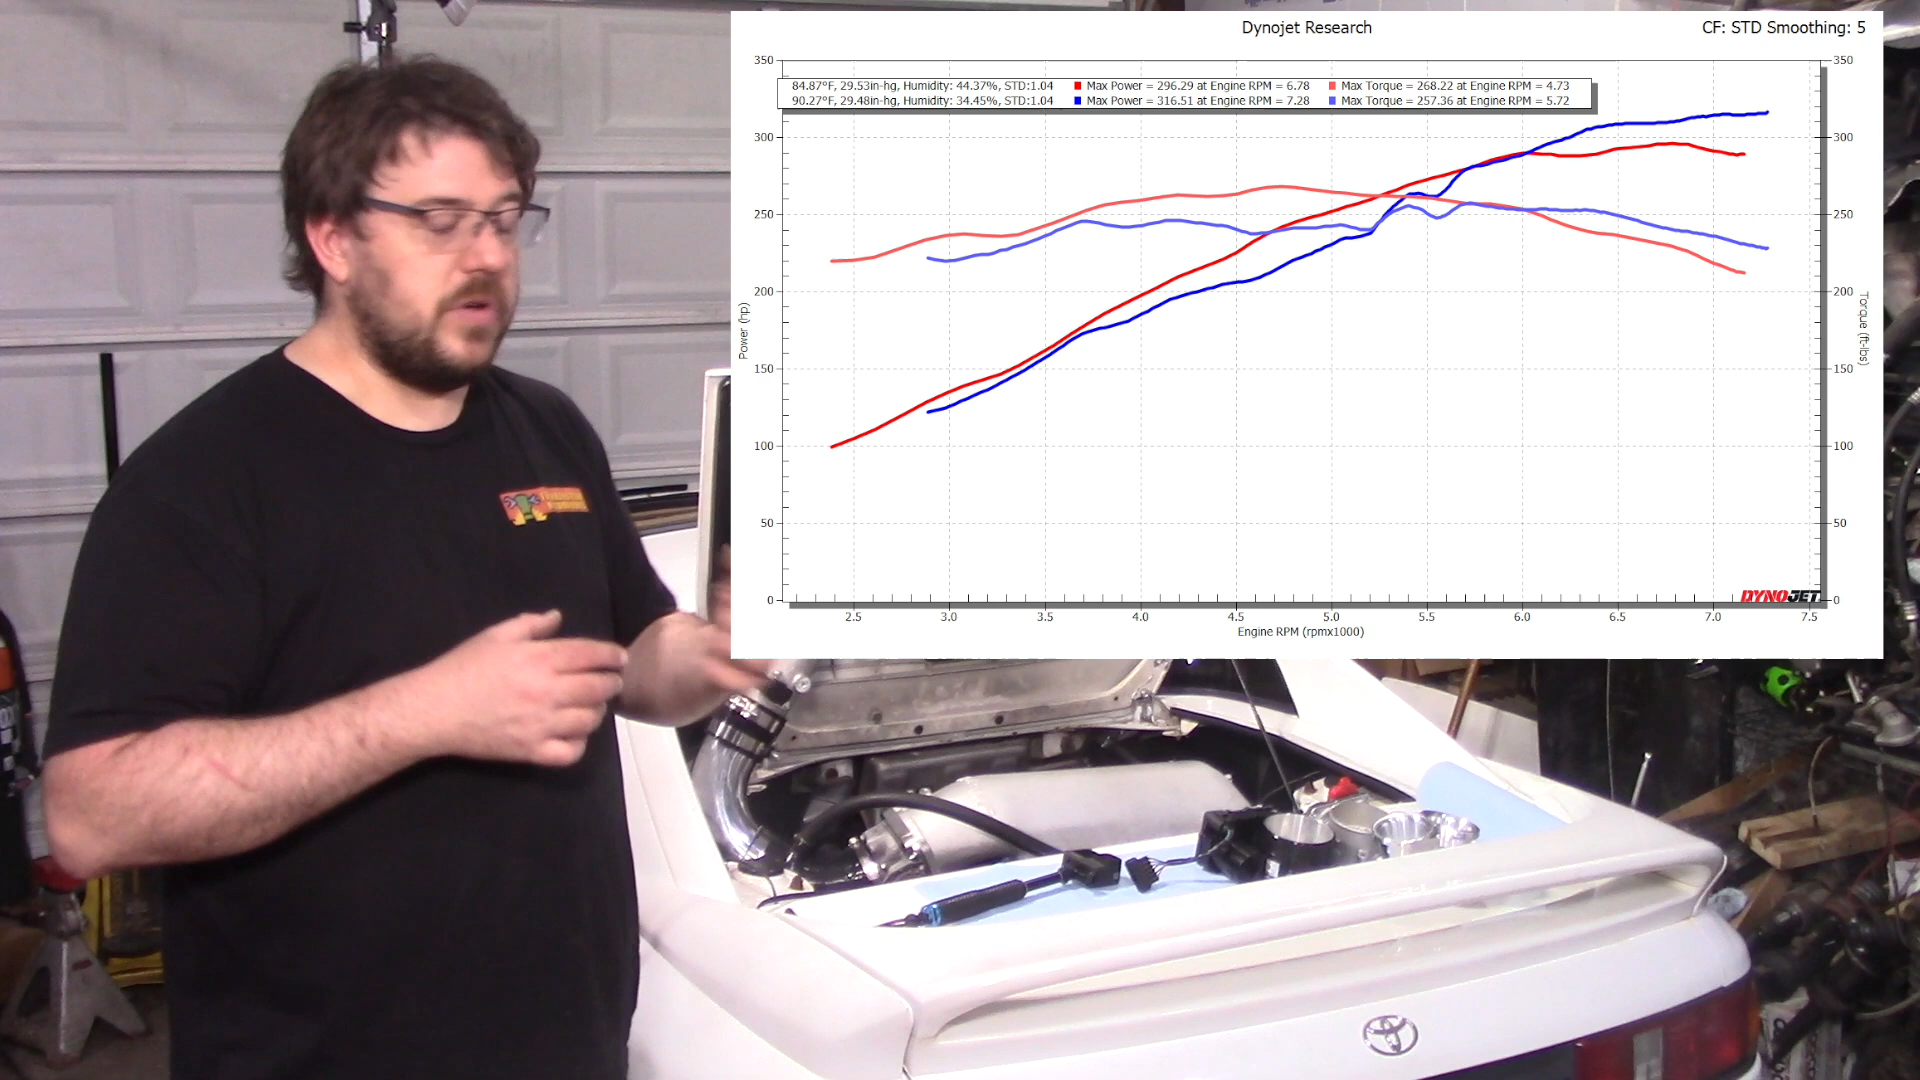 Dynojet Research
CF: STD Smoothing: 5
84.87°F, 29.53in-hg, Humidity: 44.37%, STD:1.04 Max Power = 296.29 at Engine RPM = 6.78 Max Torque = 268.22 at Engine RPM = 4.73
90.27°F, 29.48in-hg, Humidity: 34.45%, STD:1.04 Max Power = 316.51 at Engine RPM = 7.28 Max Torque = 257.36 at Engine RPM = 5.72
350 350
300 300
250 250
200 200
150 150
100 100
50 50
0 0
Power (hp)
Torque (ft-lbs)
DYNOJET
2.5 3.0 3.5 4.0 4.5 5.0 5.5 6.0 6.5 7.0 7.5
Engine RPM (rpmx1000)